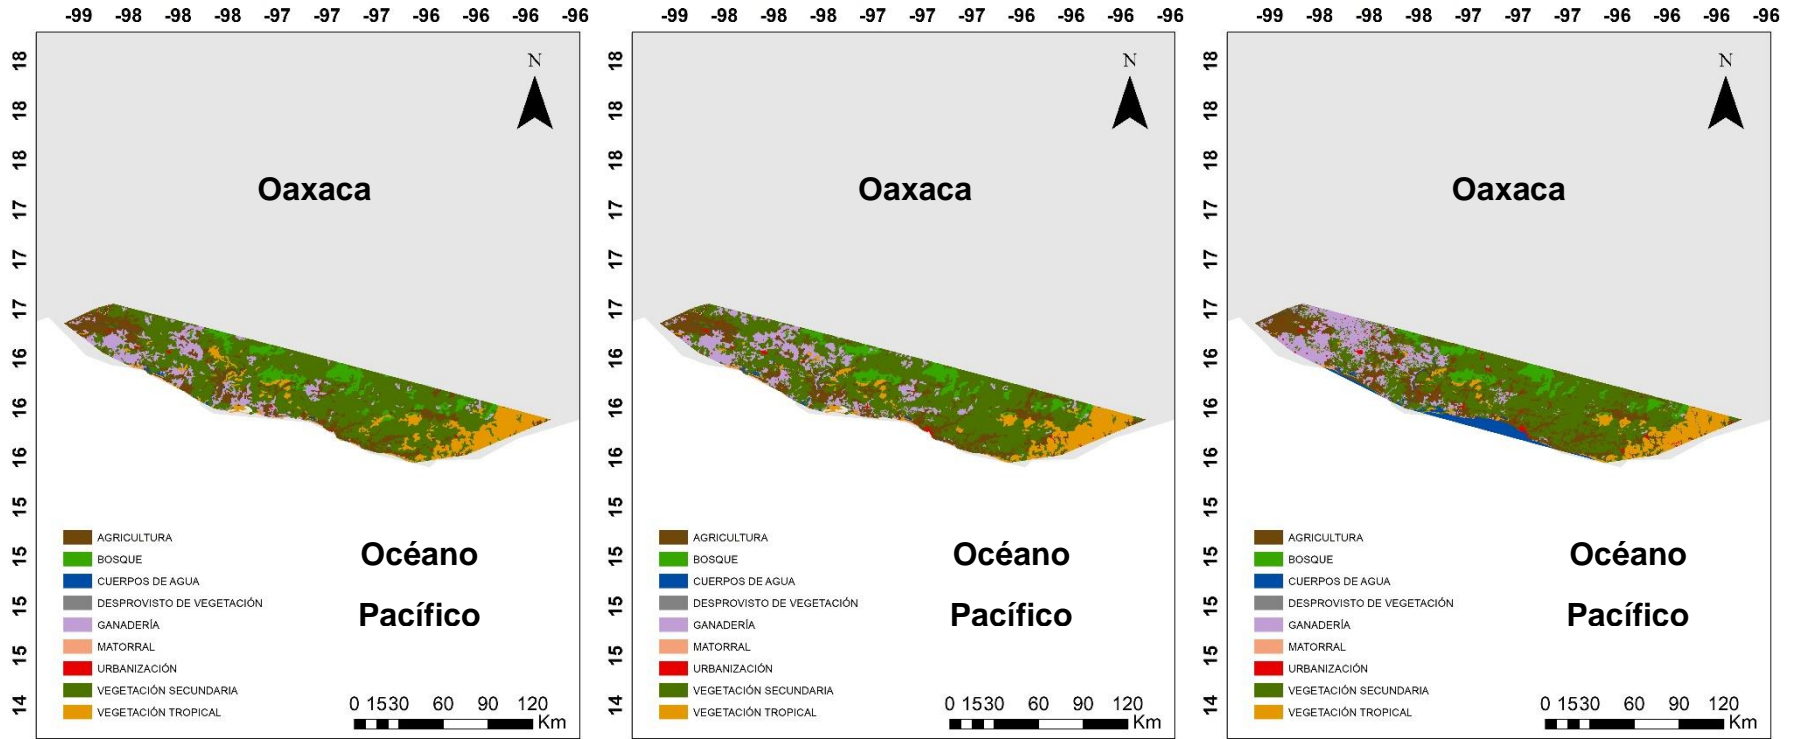 -99 -98 -98 -98 -97 -97 -97 -96 -96 -96 -96
18
18
18
17
17
17
16
16
16
15
15
15
15
14
N
Oaxaca
Océano
Pacífico
AGRICULTURA
BOSQUE
CUERPOS DE AGUA
DESPROVISTO DE VEGETACIÓN
GANADERÍA
MATORRAL
URBANIZACIÓN
VEGETACIÓN SECUNDARIA
VEGETACIÓN TROPICAL
0 1530 60 90 120
Km
-99 -98 -98 -98 -97 -97 -97 -96 -96 -96 -96
18
18
18
17
17
17
16
16
16
15
15
15
15
14
N
Oaxaca
Océano
Pacífico
AGRICULTURA
BOSQUE
CUERPOS DE AGUA
DESPROVISTO DE VEGETACIÓN
GANADERÍA
MATORRAL
URBANIZACIÓN
VEGETACIÓN SECUNDARIA
VEGETACIÓN TROPICAL
0 1530 60 90 120
Km
-99 -98 -98 -98 -97 -97 -97 -96 -96 -96 -96
18
18
18
17
17
17
16
16
16
15
15
15
15
14
N
Oaxaca
Océano
Pacífico
AGRICULTURA
BOSQUE
CUERPOS DE AGUA
DESPROVISTO DE VEGETACIÓN
GANADERÍA
MATORRAL
URBANIZACIÓN
VEGETACIÓN SECUNDARIA
VEGETACIÓN TROPICAL
0 1530 60 90 120
Km